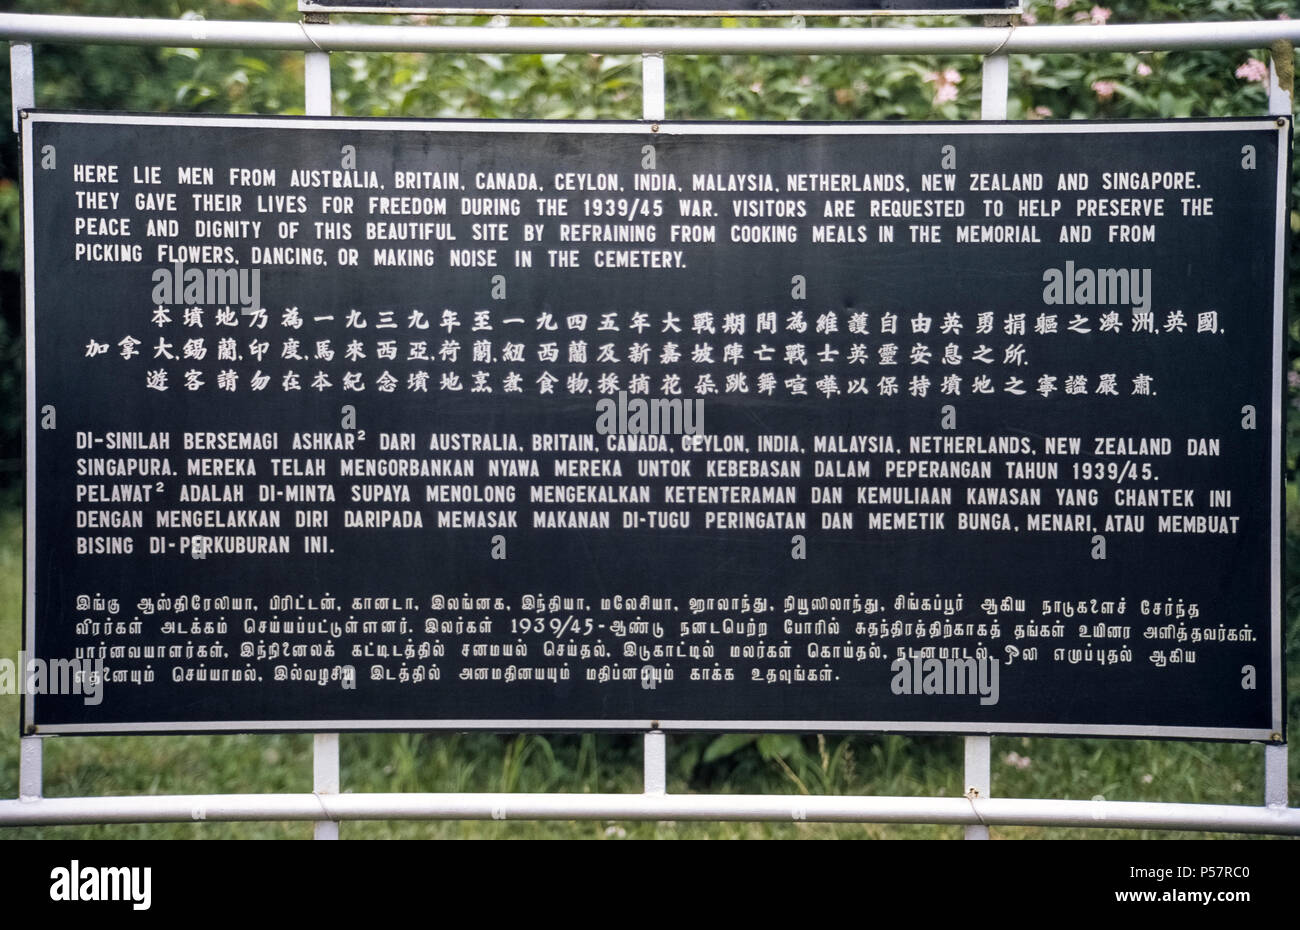 HERE LIE MEN FROM AUSTRALIA, BRITAIN, CANADA, CEYLON, INDIA, MALAYSIA, NETHERLANDS, NEW ZEALAND AND SINGAPORE.
THEY GAVE THEIR LIVES FOR FREEDOM DURING THE 1939/45 WAR. VISITORS ARE REQUESTED TO HELP PRESERVE THE
PEACE AND DIGNITY OF THIS BEAUTIFUL SITE BY REFRAINING FROM COOKING MEALS IN THE MEMORIAL AND FROM
PICKING FLOWERS, DANCING, OR MAKING NOISE IN THE CEMETERY.
本墳地乃為一九三九年至一九四五年大戰期間為維護自由英勇捐軀之澳洲,英國,
加拿大,錫蘭,印度,馬來西亞,荷蘭,紐西蘭及新嘉坡陣亡戰士英靈安息之所.
遊客請勿在本紀念墳地烹煮食物,採摘花朵,跳舞喧嘩,以保持墳地之寧謐嚴肅.
DI-SINILAH BERSEMAGI ASHKAR² DARI AUSTRALIA, BRITAIN, CANADA, CEYLON, INDIA, MALAYSIA, NETHERLANDS, NEW ZEALAND DAN
SINGAPURA. MEREKA TELAH MENGORBANKAN NYAWA MEREKA UNTOK KEBEBASAN DALAM PEPERANGAN TAHUN 1939/45.
PELAWAT² ADALAH DI-MINTA SUPAYA MENOLONG MENGEKALKAN KETENTERAMAN DAN KEMULIAAN KAWASAN YANG CHANTEK INI
DENGAN MENGELAKKAN DIRI DARIPADA MEMASAK MAKANAN DI-TUGU PERINGATAN DAN MEMETIK BUNGA, MENARI, ATAU MEMBUAT
BISING DI-PERKUBURAN INI.
இங்கு ஆஸ்திரேலியா, பிரிட்டன், கானடா, இலங்கை, இந்தியா, மலேசியா, ஹாலாந்து, நியூஸிலாந்து, சிங்கப்பூர் ஆகிய நாடுகளைச் சேர்ந்த
வீரர்கள் அடக்கம் செய்யப்பட்டுள்ளனர். இவர்கள் 1939/45-ஆண்டு நடைபெற்ற போரில் சுதந்திரத்திற்காகத் தங்கள் உயிரை அளித்தவர்கள்.
பார்வையாளர்கள், இந்நினைவுக் கட்டிடத்தில் சமையல் செய்தல், இடுகாட்டில் மலர்கள் கொய்தல், நடனமாடல், ஒலி எழுப்புதல் ஆகிய
எதனையும் செய்யாமல், இவ்வழகிய இடத்தில் அமைதியையும் மதிப்பையும் காக்க உதவுங்கள்.
alamy
Image ID: P57RC0
www.alamy.com